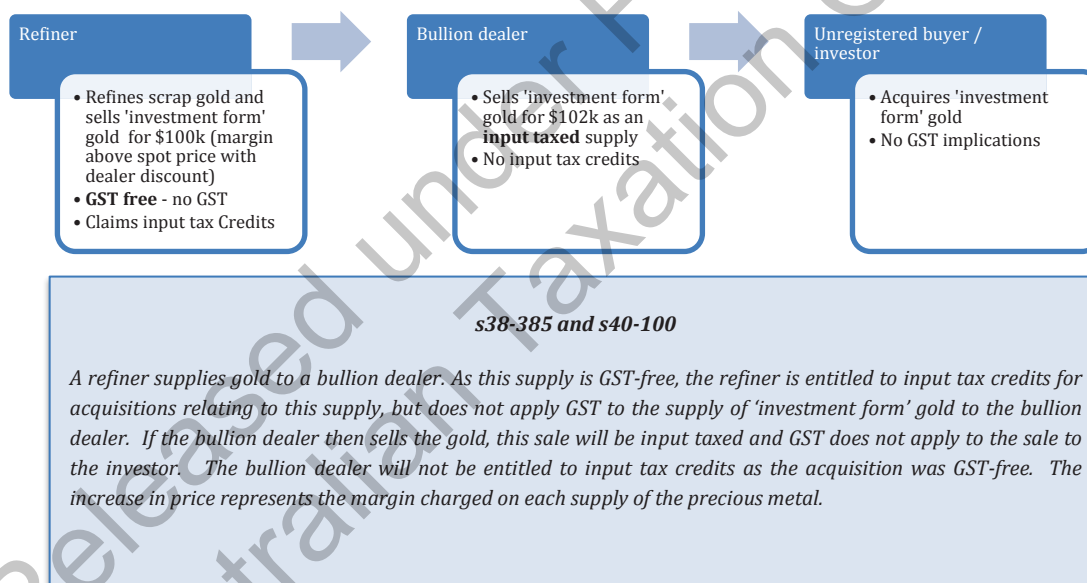 Refiner
• Refines scrap gold and
sells 'investment form'
gold for $100k (margin
above spot price with
dealer discount)
• GST free - no GST
• Claims input tax Credits
Bullion dealer
• Sells 'investment form'
gold for $102k as an
input taxed supply
• No input tax credits
Unregistered buyer /
investor
• Acquires 'investment
form' gold
• No GST implications
s38-385 and s40-100
A refiner supplies gold to a bullion dealer. As this supply is GST-free, the refiner is entitled to input tax credits for
acquisitions relating to this supply, but does not apply GST to the supply of ‘investment form’ gold to the bullion
dealer. If the bullion dealer then sells the gold, this sale will be input taxed and GST does not apply to the sale to
the investor. The bullion dealer will not be entitled to input tax credits as the acquisition was GST-free. The
increase in price represents the margin charged on each supply of the precious metal.
Released under
Taxation